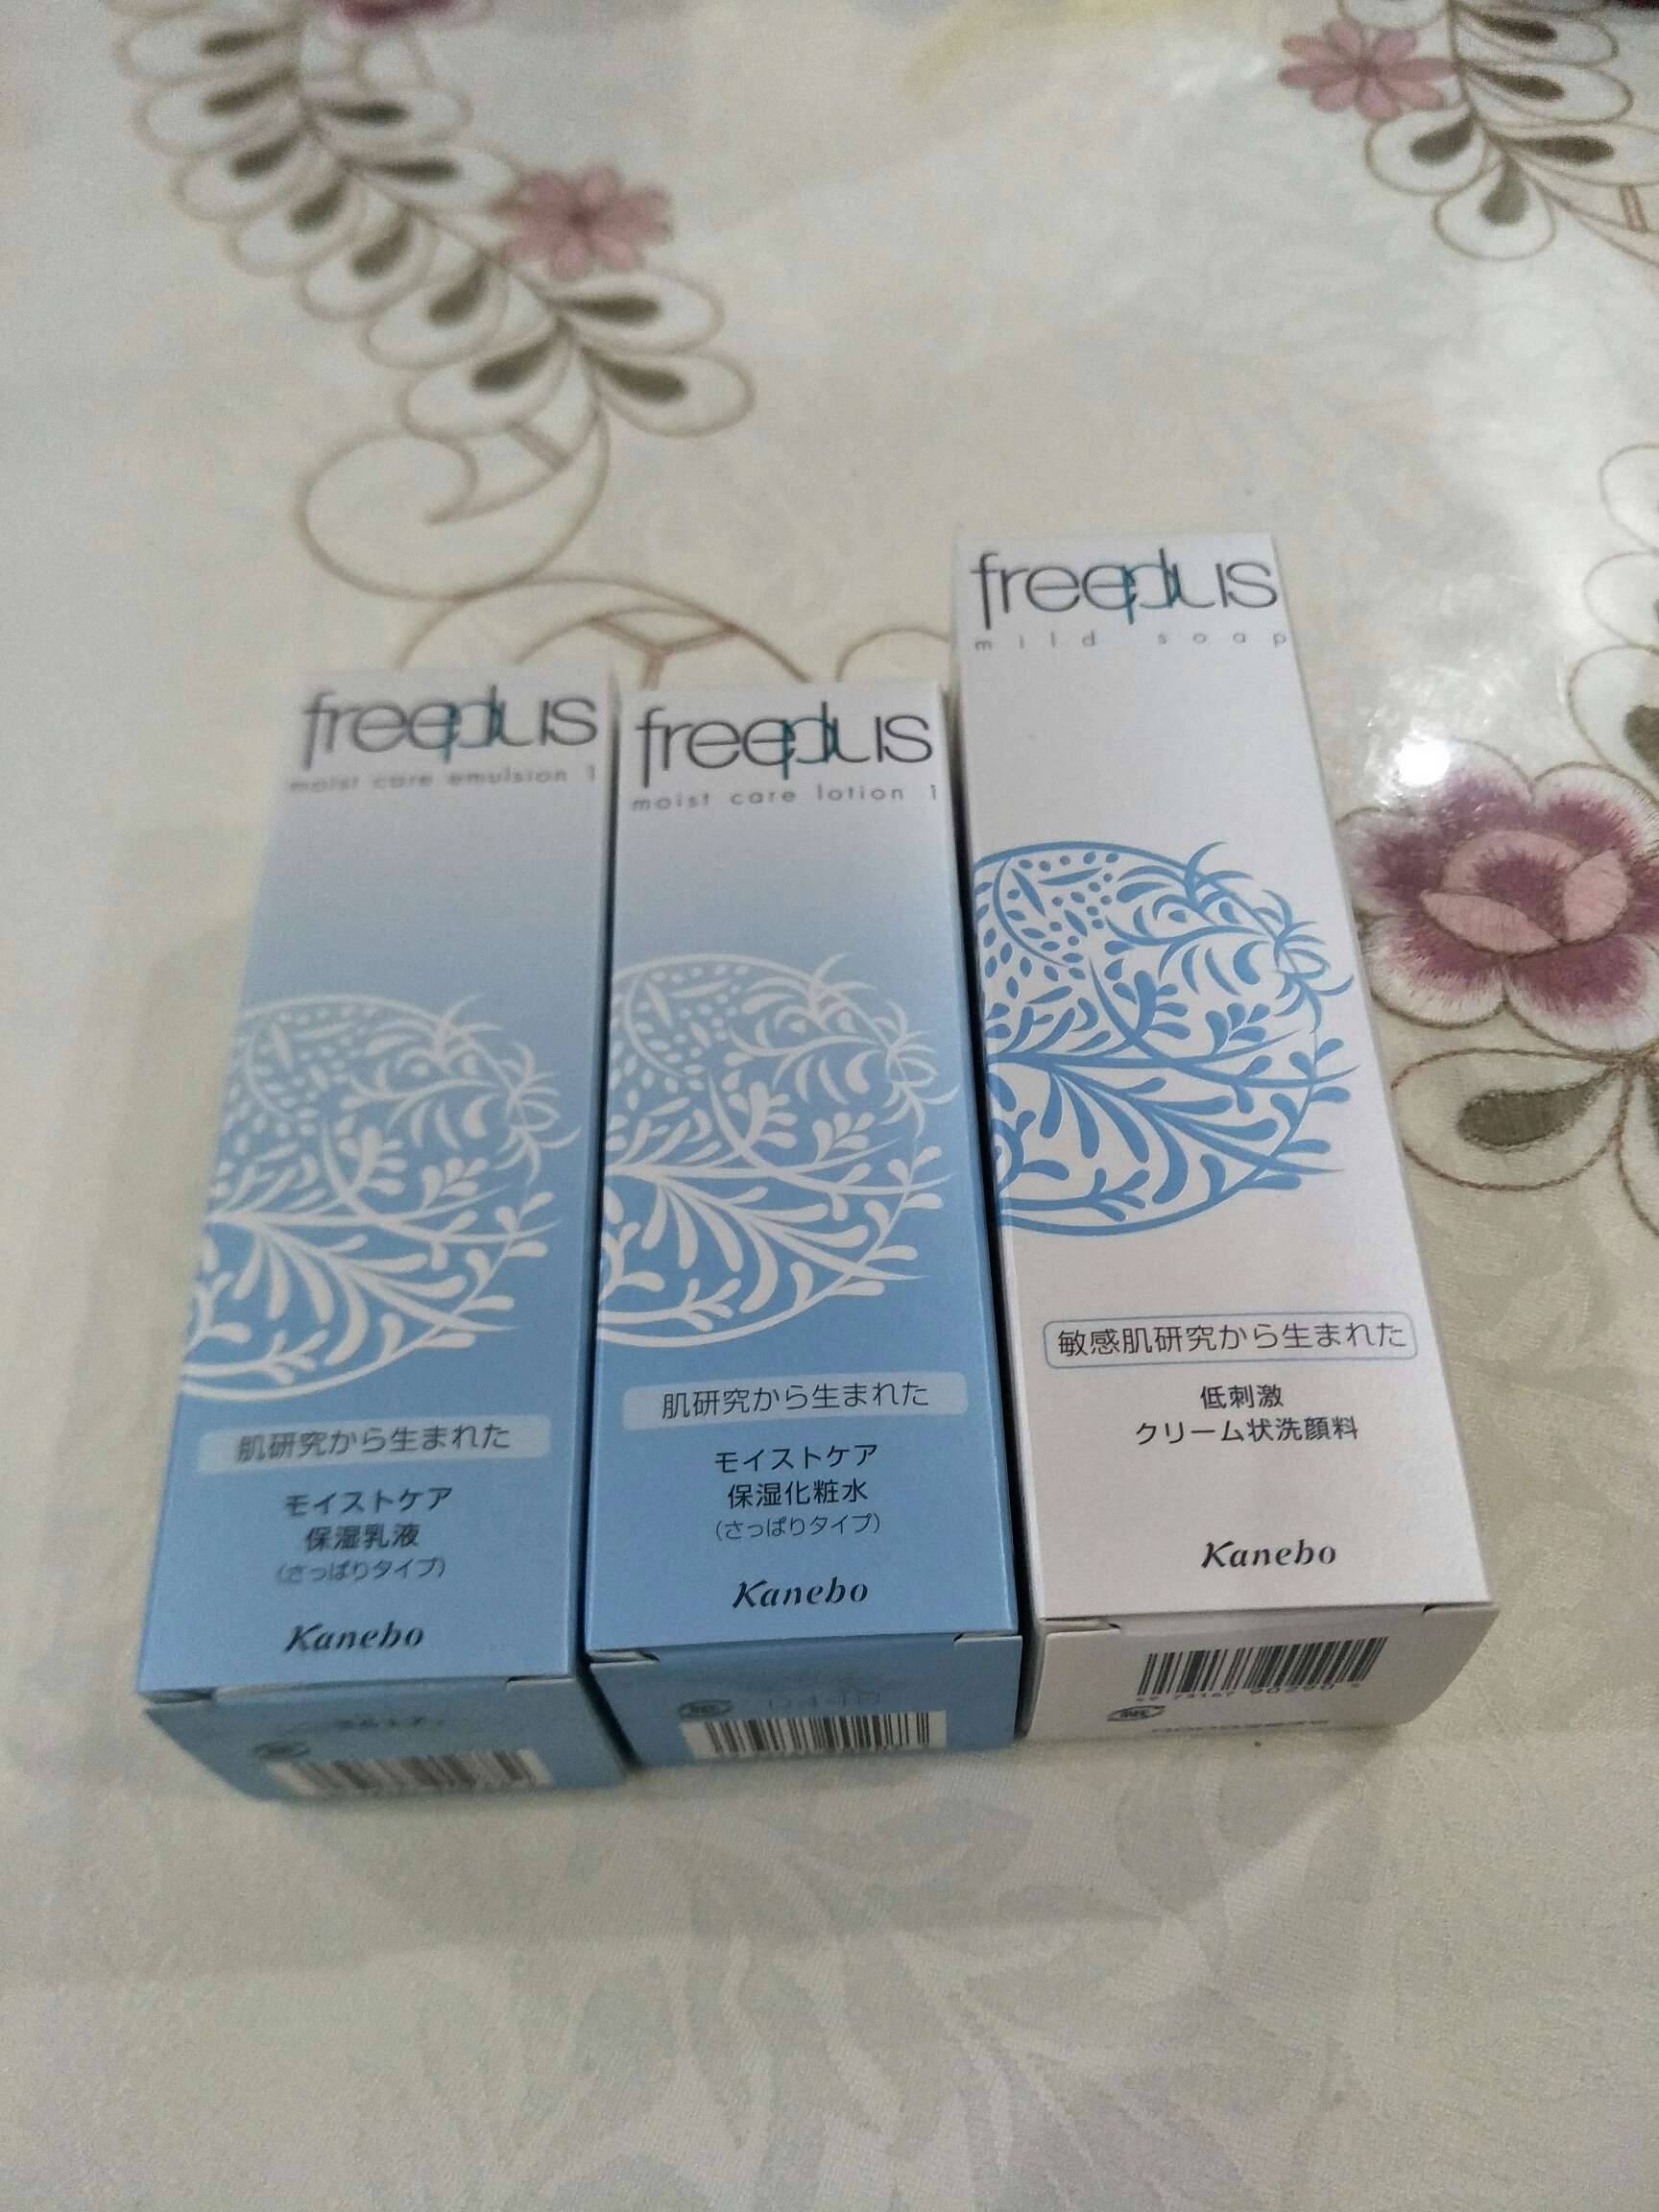 freeplus
moist care emulsion 1
肌研究から生まれた
モイストケア
保湿乳液
(さっぱりタイプ)
Kanebo
freeplus
moist care lotion 1
肌研究から生まれた
モイストケア
保湿化粧水
(さっぱりタイプ)
Kanebo
freeplus
mild soap
敏感肌研究から生まれた
低刺激
クリーム状洗顔料
Kanebo